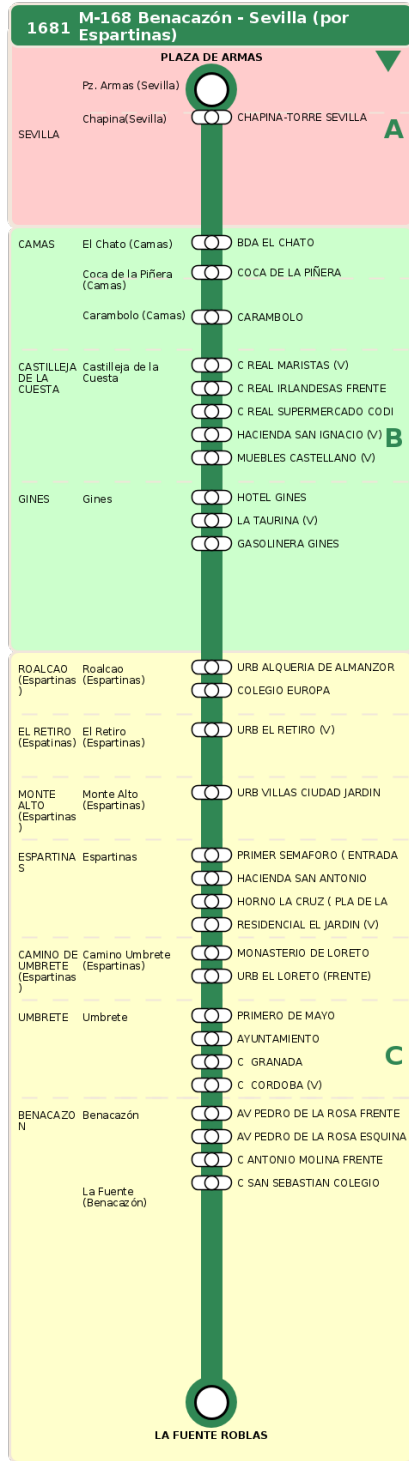 1681
M-168 Benacazón - Sevilla (por
Espartinas)
PLAZA DE ARMAS
Pz. Armas (Sevilla)
Chapina(Sevilla)
CHAPINA-TORRE SEVILLA
A
SEVILLA
CAMAS
El Chato (Camas)
BDA EL CHATO
Coca de la Piñera
(Camas)
COCA DE LA PIÑERA
Carambolo (Camas)
CARAMBOLO
CASTILLEJA
DE LA
CUESTA
Castilleja de la
Cuesta
C REAL MARISTAS (V)
C REAL IRLANDESAS FRENTE
C REAL SUPERMERCADO CODI
HACIENDA SAN IGNACIO (V)
B
MUEBLES CASTELLANO (V)
GINES
Gines
HOTEL GINES
LA TAURINA (V)
GASOLINERA GINES
ROALCAO
(Espartinas
)
Roalcao
(Espartinas)
URB ALQUERIA DE ALMANZOR
COLEGIO EUROPA
EL RETIRO
(Espatinas)
El Retiro
(Espartinas)
URB EL RETIRO (V)
MONTE
ALTO
(Espartinas
)
Monte Alto
(Espartinas)
URB VILLAS CIUDAD JARDIN
ESPARTINA
S
Espartinas
PRIMER SEMAFORO ( ENTRADA
HACIENDA SAN ANTONIO
HORNO LA CRUZ ( PLA DE LA
RESIDENCIAL EL JARDIN (V)
CAMINO DE
UMBRETE
(Espartinas
)
Camino Umbrete
(Espartinas)
MONASTERIO DE LORETO
URB EL LORETO (FRENTE)
UMBRETE
Umbrete
PRIMERO DE MAYO
AYUNTAMIENTO
C
C  GRANADA
C  CORDOBA (V)
BENACAZO
N
Benacazón
AV PEDRO DE LA ROSA FRENTE
AV PEDRO DE LA ROSA ESQUINA
C ANTONIO MOLINA FRENTE
C SAN SEBASTIAN COLEGIO
La Fuente
(Benacazón)
LA FUENTE ROBLAS